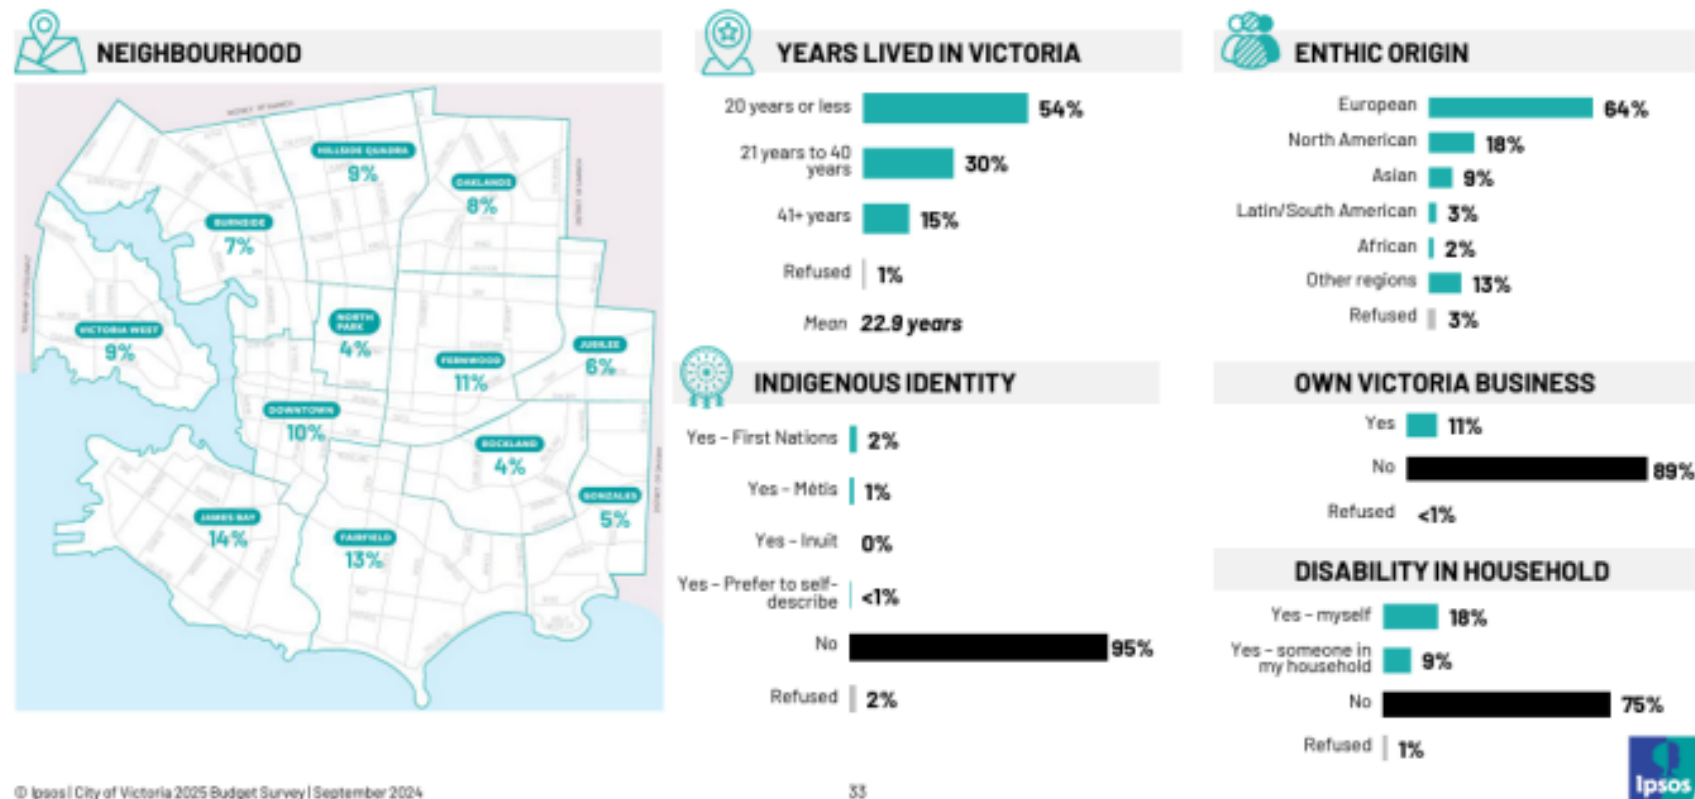 NEIGHBOURHOOD
HILLSIDE QUADRA
9%
OAKLANDS
8%
BURNSIDE
7%
VICTORIA WEST
9%
NORTH
PARK
4%
FERNWOOD
11%
JUBILEE
6%
DOWNTOWN
10%
ROCKLAND
4%
GONZALES
5%
JAMES BAY
14%
FAIRFIELD
13%
YEARS LIVED IN VICTORIA
20 years or less 54%
21 years to 40
years 30%
41+ years 15%
Refused 1%
Mean 22.9 years
INDIGENOUS IDENTITY
Yes – First Nations 2%
Yes – Métis 1%
Yes – Inuit 0%
Yes – Prefer to self-
describe <1%
No 95%
Refused 2%
ENTHIC ORIGIN
European 64%
North American 18%
Asian 9%
Latin/South American 3%
African 2%
Other regions 13%
Refused 3%
OWN VICTORIA BUSINESS
Yes 11%
No 89%
Refused <1%
DISABILITY IN HOUSEHOLD
Yes – myself 18%
Yes – someone in
my household 9%
No 75%
Refused 1%
© Ipsos | City of Victoria 2025 Budget Survey | September 2024
33
Ipsos